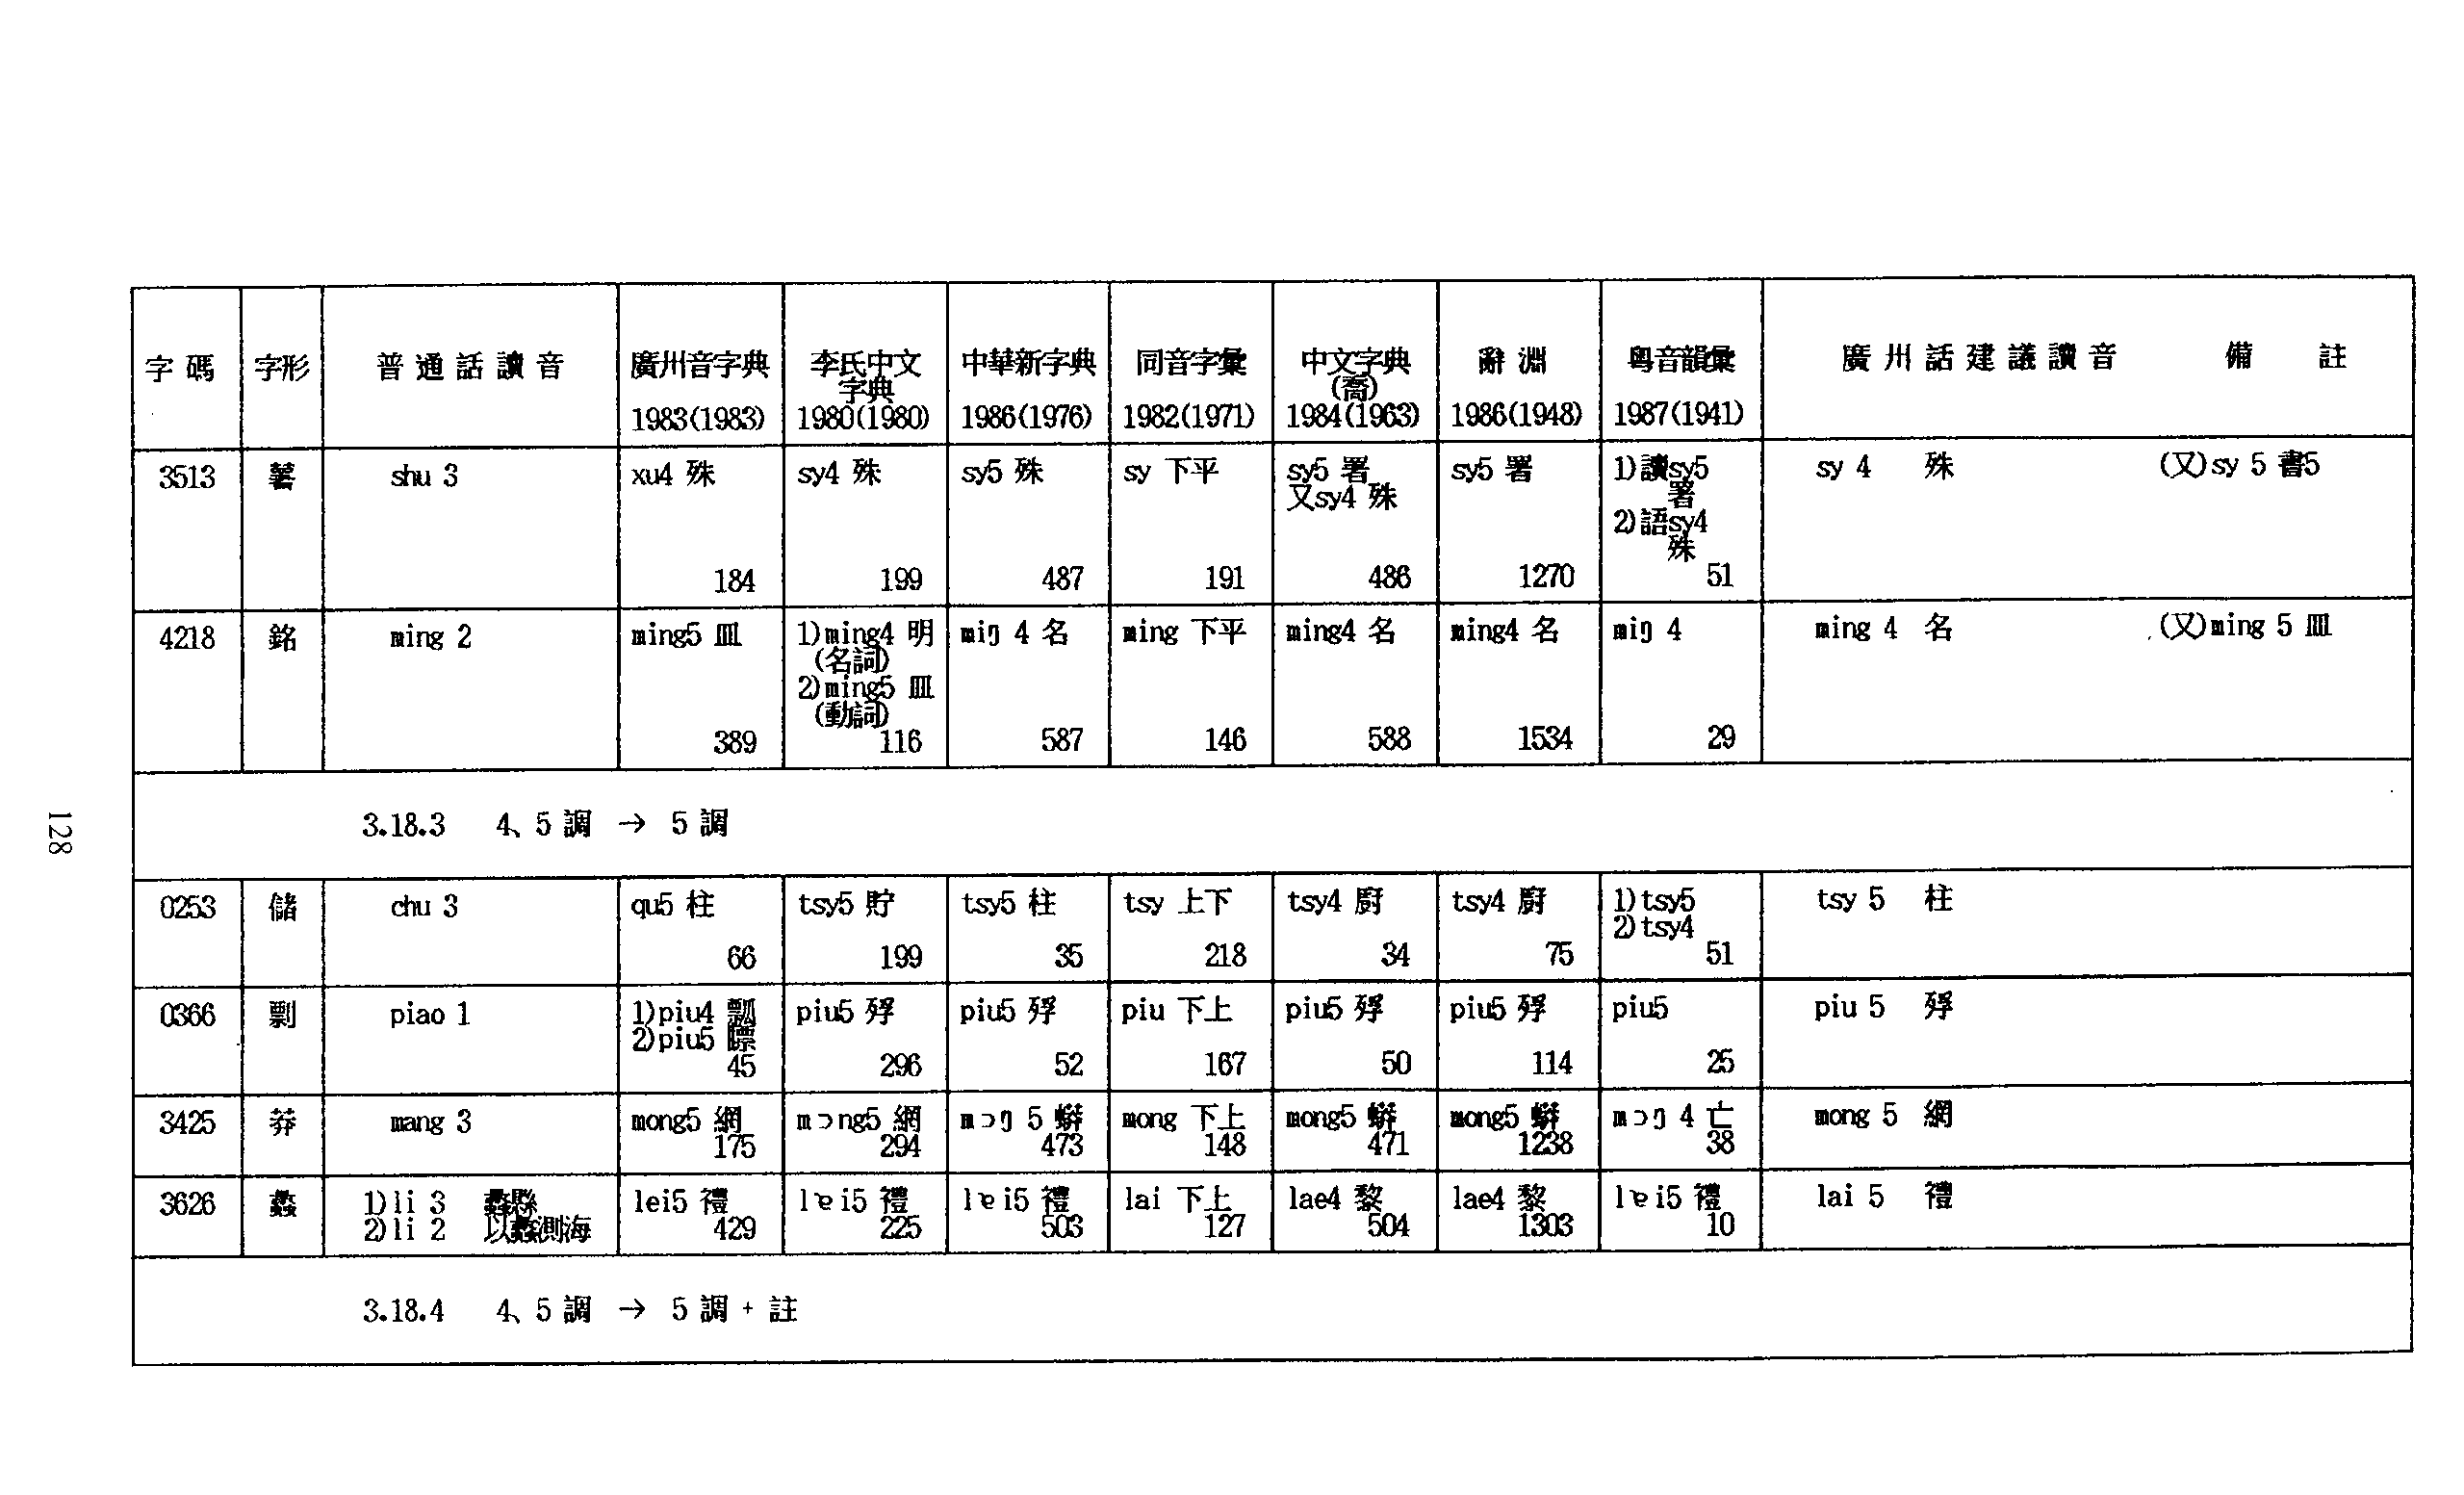 字碼 字形 普通話讀音 廣州音字典 1983(1983) 李氏中文字典 1980(1980) 中華新字典 1986(1976) 同音字彙 1982(1971) 中文字典(喬) 1984(1963) 辭淵 1986(1948) 粵音韻彙 1987(1941) 廣州話建議讀音 備註
3513 薯 shu 3 xu4 殊 184 sy4 殊 199 sy5 殊 487 sy 下平 191 sy5 署 又sy4 殊 486 sy5 署 1270 1)讀sy5 署 2)語sy4 殊 51 sy 4 殊 (又)sy 5 書5
4218 銘 ming 2 ming5 皿 389 1)ming4 明 (名詞) 2)ming5 皿 (動詞) 116 miŋ 4 名 587 ming 下平 146 ming4 名 588 ming4 名 1534 miŋ 4 29 ming 4 名 (又)ming 5 皿
3.18.3 4、5 調 → 5 調
0253 儲 chu 3 qu5 柱 66 tsy5 貯 199 tsy5 柱 35 tsy 上下 218 tsy4 廚 34 tsy4 廚 75 1)tsy5 2)tsy4 51 tsy 5 柱
0366 剽 piao 1 1)piu4 瓢 2)piu5 瞟 45 piu5 殍 296 piu5 殍 52 piu 下上 167 piu5 殍 50 piu5 殍 114 piu5 25 piu 5 殍
3425 莽 mang 3 mong5 網 175 mɔng5 網 294 mɔŋ 5 蟒 473 mong 下上 148 mong5 蟒 471 mong5 蟒 1238 mɔŋ 4 亡 38 mong 5 網
3626 蠡 1)li 3 蠡縣 2)li 2 以蠡測海 lei5 禮 429 lɐi5 禮 225 lɐi5 禮 503 lai 下上 127 lae4 黎 504 lae4 黎 1303 lɐi5 禮 10 lai 5 禮
3.18.4 4、5 調 → 5 調 + 註
128